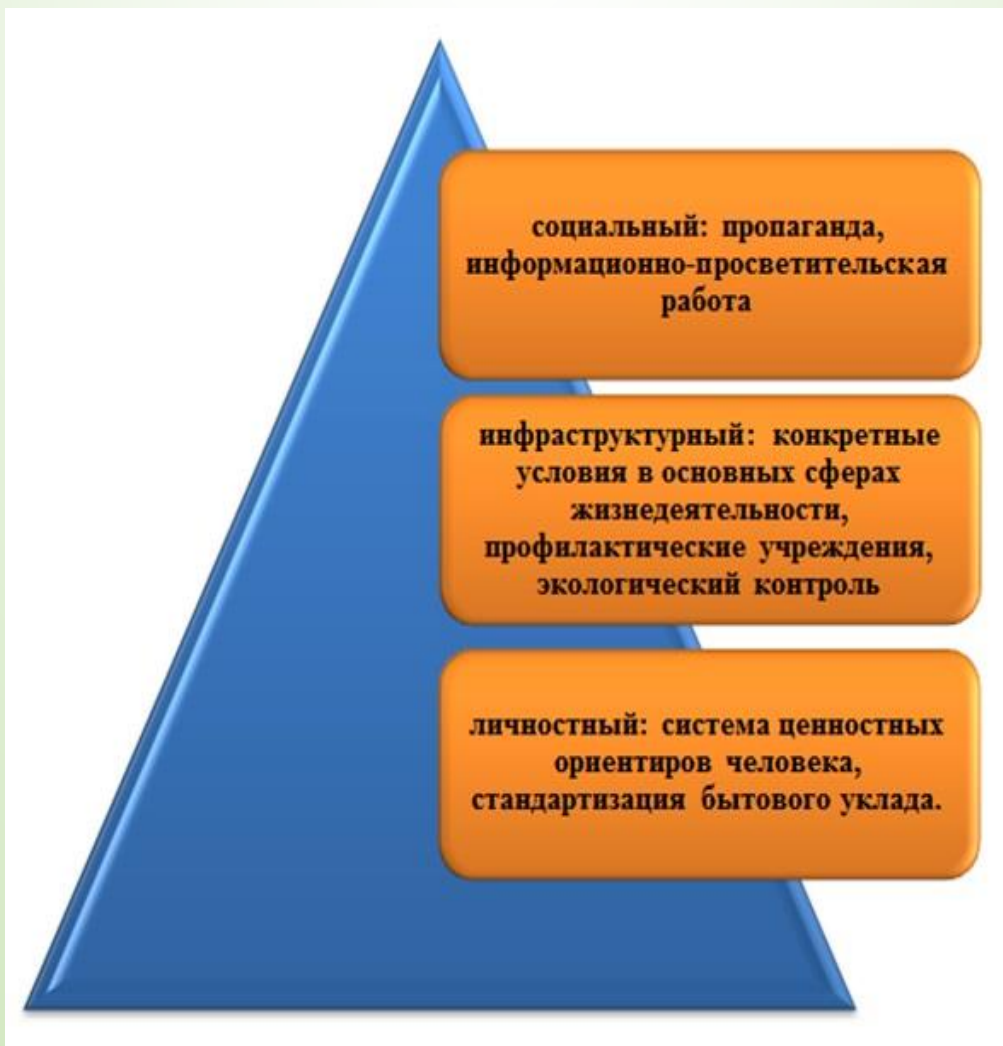 социальный: пропаганда,
информационно-просветительская
работа
инфраструктурный: конкретные
условия в основных сферах
жизнедеятельности,
профилактические учреждения,
экологический контроль
личностный: система ценностных
ориентиров человека,
стандартизация бытового уклада.